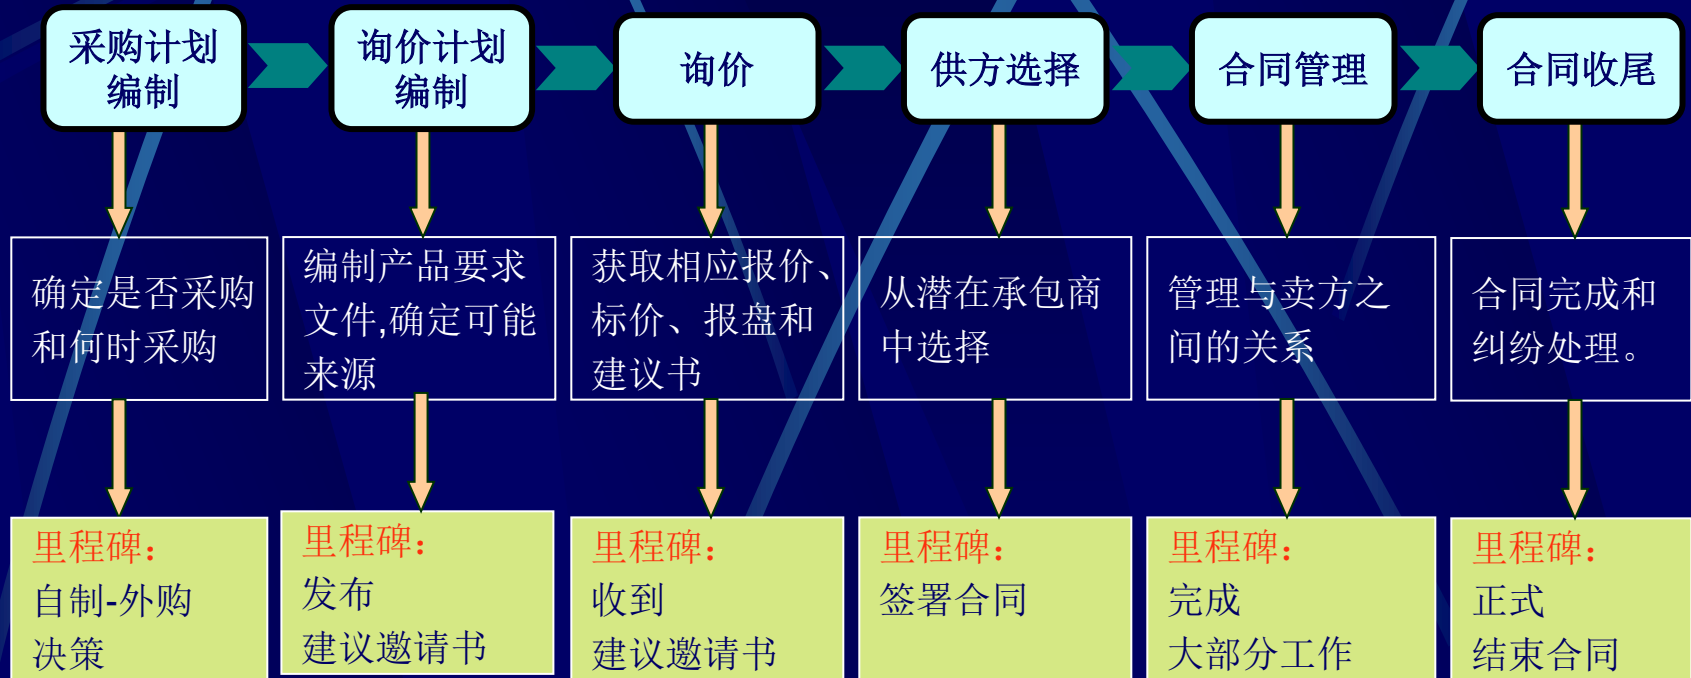 采购计划
编制
询价计划
编制
询价
供方选择
合同管理
合同收尾
确定是否采购
和何时采购
编制产品要求
文件,确定可能
来源
获取相应报价、
标价、报盘和
建议书
从潜在承包商
中选择
管理与卖方之
间的关系
合同完成和
纠纷处理。
里程碑：
自制-外购
决策
里程碑：
发布
建议邀请书
里程碑：
收到
建议邀请书
里程碑：
签署合同
里程碑：
完成
大部分工作
里程碑：
正式
结束合同